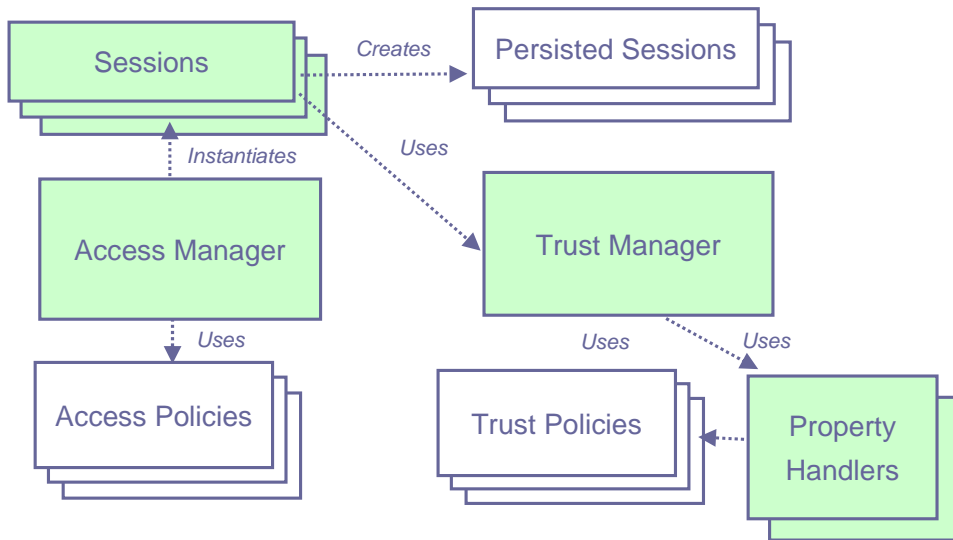 Sessions
Creates
Persisted Sessions
Instantiates
Uses
Access Manager
Trust Manager
Uses
Uses
Uses
Access Policies
Trust Policies
Property
Handlers